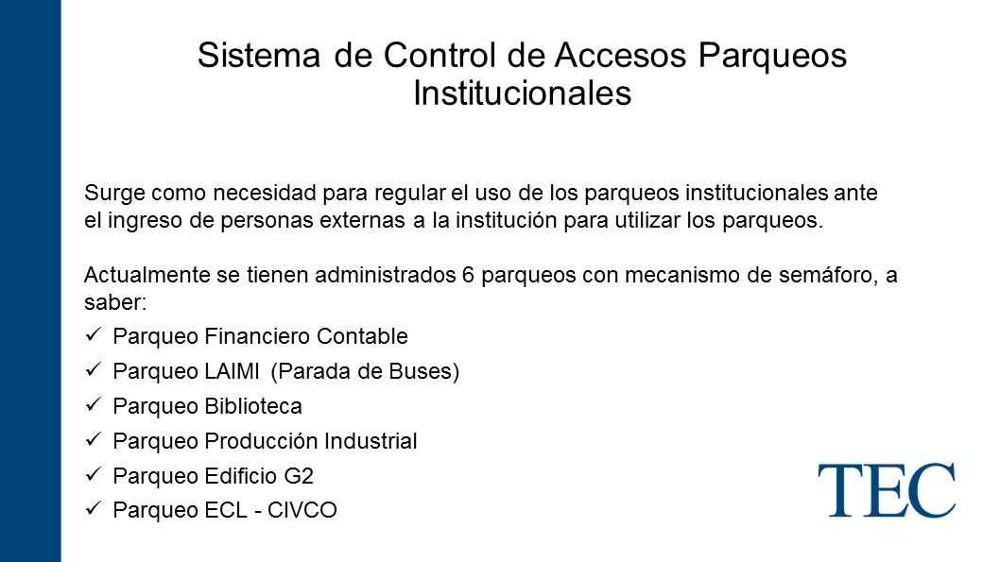 Sistema de Control de Accesos Parqueos
Institucionales
Surge como necesidad para regular el uso de los parqueos institucionales ante
el ingreso de personas externas a la institución para utilizar los parqueos.
Actualmente se tienen administrados 6 parqueos con mecanismo de semáforo, a
saber:
✓ Parqueo Financiero Contable
✓ Parqueo LAIMI (Parada de Buses)
✓ Parqueo Biblioteca
✓ Parqueo Producción Industrial
✓ Parqueo Edificio G2
✓ Parqueo ECL - CIVCO
TEC